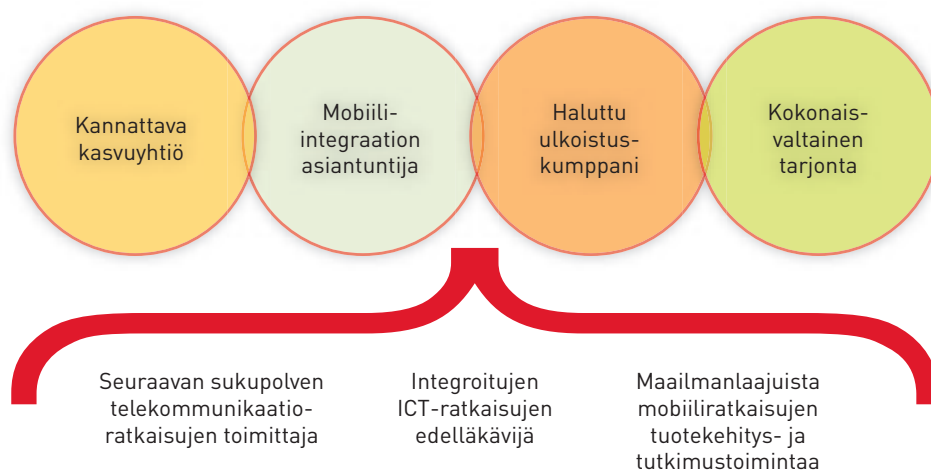 Kannattava
kasvuyhtiö
Mobiili-
integraation
asiantuntija
Haluttu
ulkoistus-
kumppani
Kokonais-
valtainen
tarjonta
Seuraavan sukupolven
telekommunikaatio-
ratkaisujen toimittaja
Integroitujen
ICT-ratkaisujen
edelläkävijä
Maailmanlaajuista
mobiiliratkaisujen
tuotekehitys- ja
tutkimustoimintaa